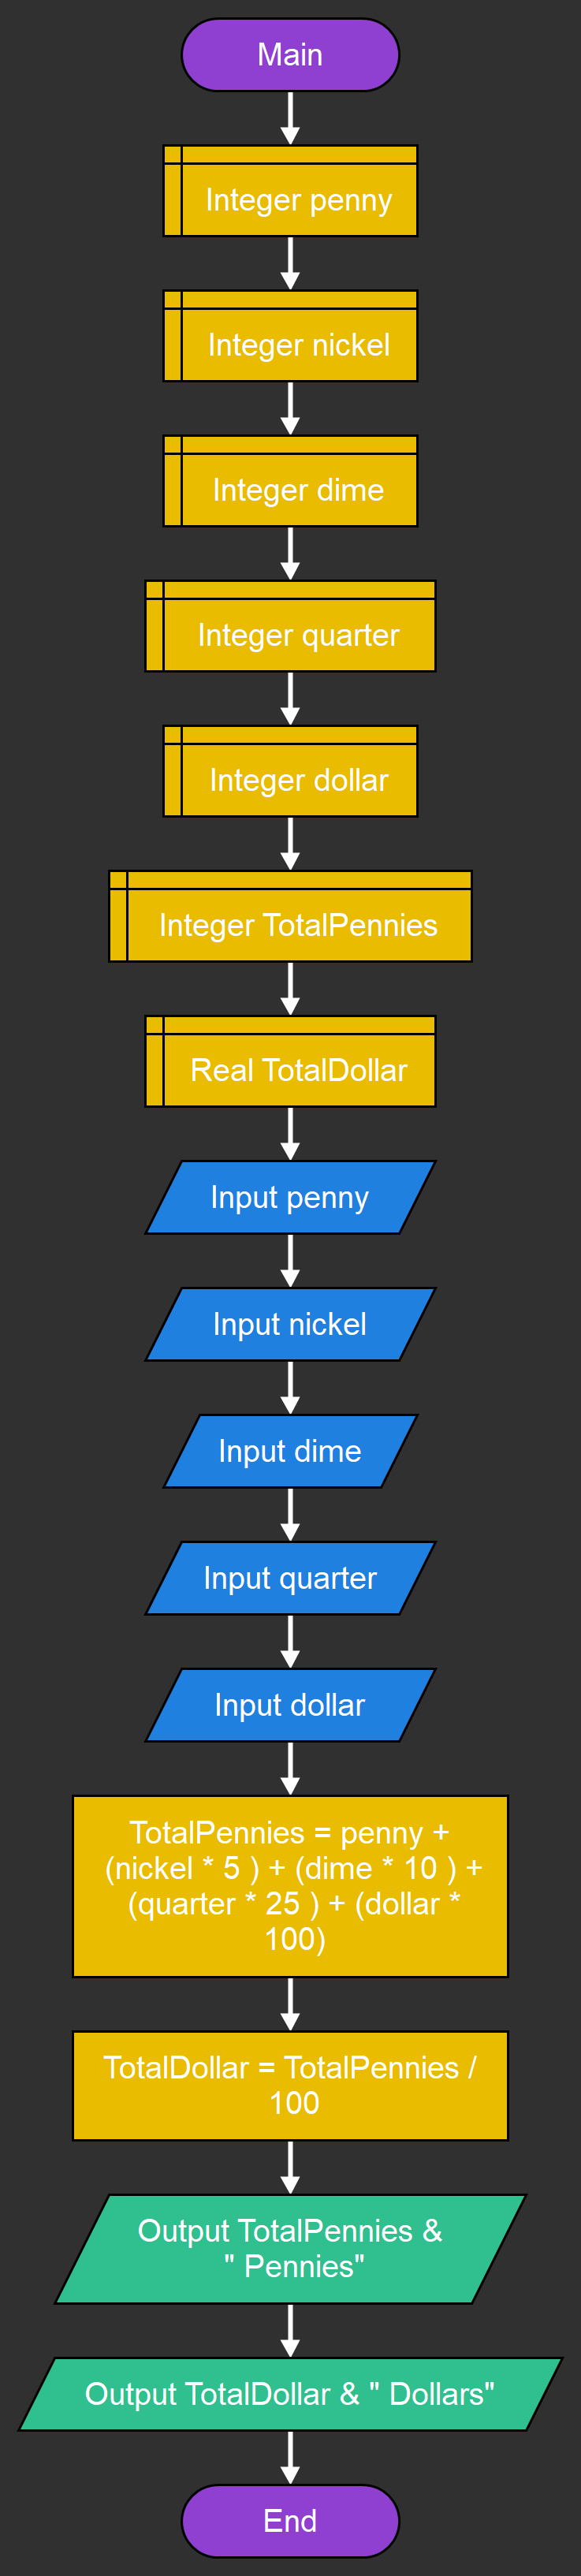 Main
Integer penny
Integer nickel
Integer dime
Integer quarter
Integer dollar
Integer TotalPennies
Real TotalDollar
Input penny
Input nickel
Input dime
Input quarter
Input dollar
TotalPennies = penny +
(nickel * 5 ) + (dime * 10 ) +
(quarter * 25 ) + (dollar *
100)
TotalDollar = TotalPennies /
100
Output TotalPennies &
" Pennies"
Output TotalDollar & " Dollars"
End